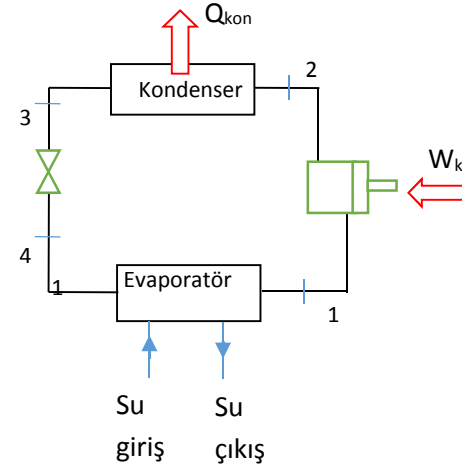 Qkon
2
Kondenser
3
Wk
4
1
Evaporatör
1
Su
giriş
Su
çıkış